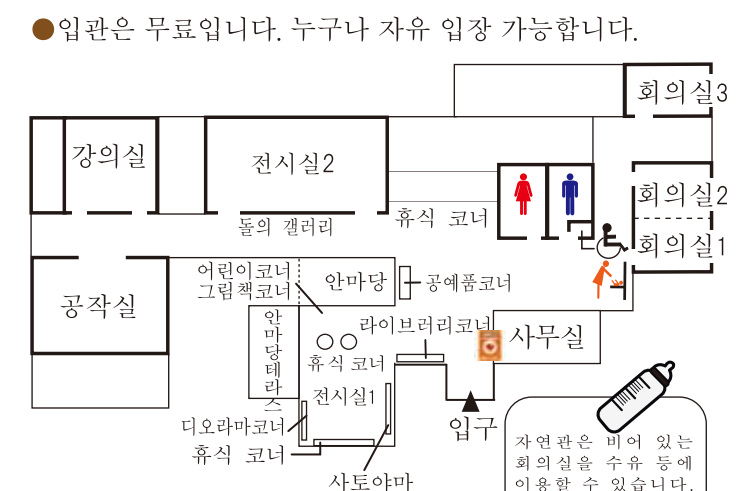 ●입관은 무료입니다. 누구나 자유 입장 가능합니다.
회의실3
강의실
전시실2
회의실2
돌의 갤러리
휴식 코너
회의실1
어린이코너
그림책코너
안마당
공예품코너
공작실
안마당테라스
라이브러리코너
사무실
휴식 코너
전시실1
디오라마코너
휴식 코너
사토야마
입구
자연관은 비어 있는
회의실을 수유 등에
이용할 수 있습니다.